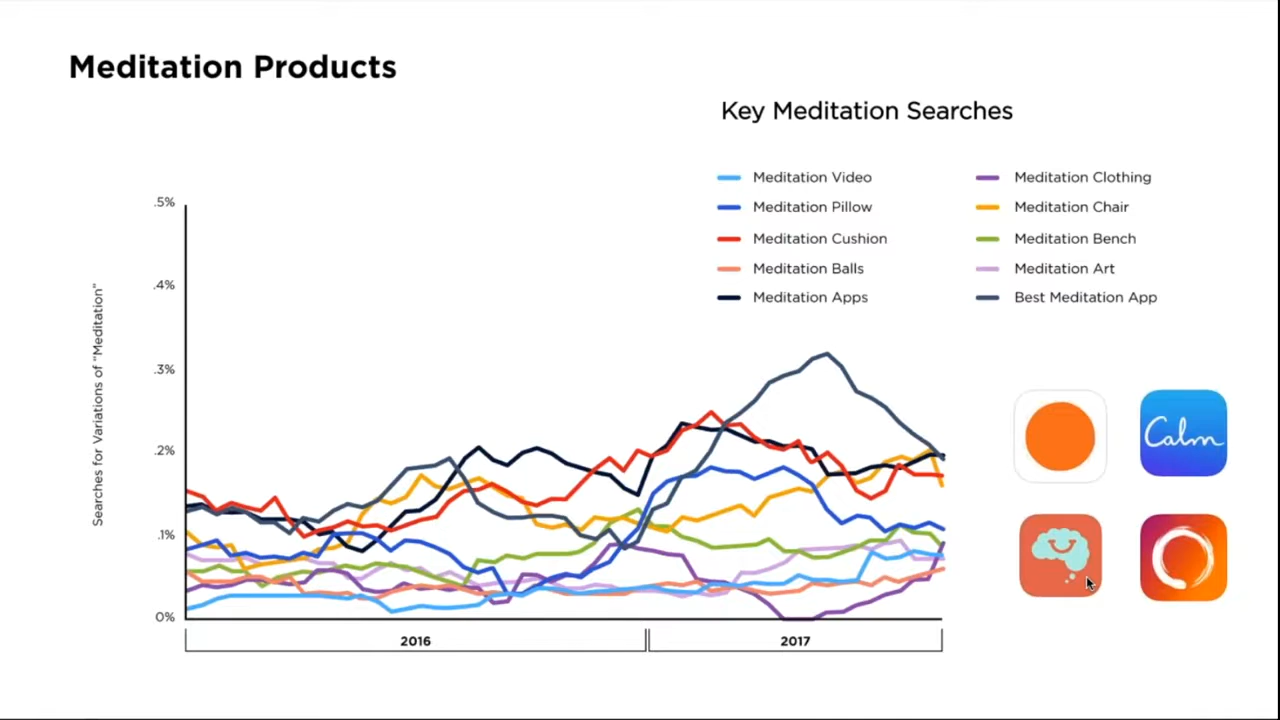 Meditation Products
Key Meditation Searches
Meditation Video
Meditation Pillow
Meditation Cushion
Meditation Balls
Meditation Apps
Meditation Clothing
Meditation Chair
Meditation Bench
Meditation Art
Best Meditation App
Searches for Variations of "Meditation"
.5%
.4%
.3%
.2%
.1%
0%
2016
2017
Calm